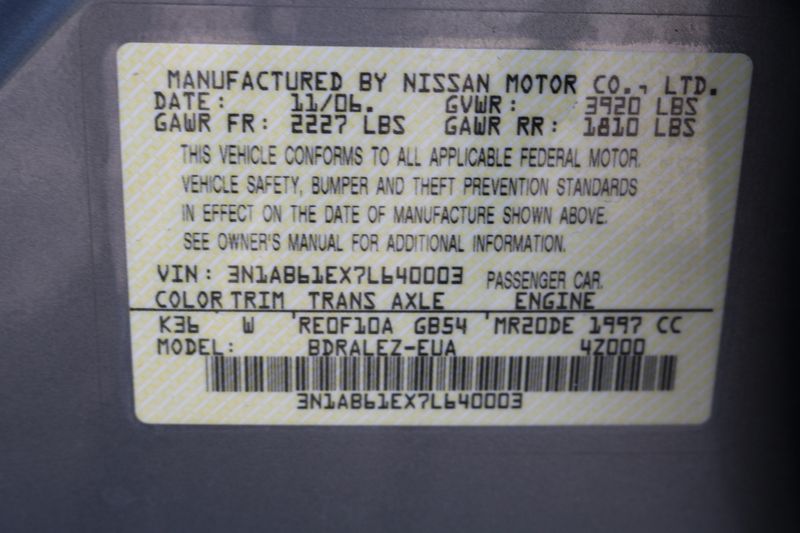 MANUFACTURED BY NISSAN MOTOR CO., LTD.
DATE: 11/06. GVWR: 3920 LBS
GAWR FR: 2227 LBS GAWR RR: 1810 LBS
THIS VEHICLE CONFORMS TO ALL APPLICABLE FEDERAL MOTOR.
VEHICLE SAFETY, BUMPER AND THEFT PREVENTION STANDARDS
IN EFFECT ON THE DATE OF MANUFACTURE SHOWN ABOVE.
SEE OWNER'S MANUAL FOR ADDITIONAL INFORMATION.
VIN: 3N1AB61EX7L640003 PASSENGER CAR.
COLOR TRIM TRANS AXLE ENGINE
K36 W 'RE0F10A GB54 'MR20DE 1997 CC
MODEL: BDRALEZ-EUA 4Z000
3N1AB61EX7L640003